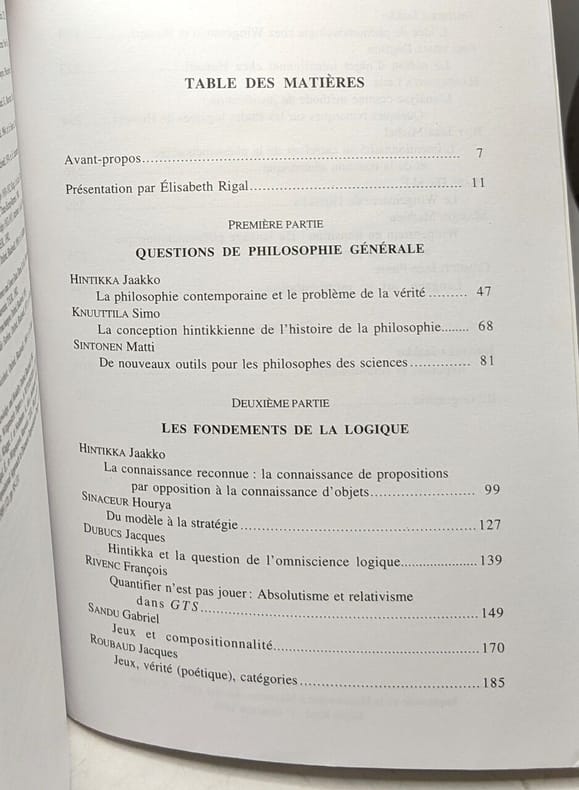 TABLE DES MATIÈRES
Avant-propos............................................................ 7
Présentation par Élisabeth Rigal........................................ 11
PREMIÈRE PARTIE
QUESTIONS DE PHILOSOPHIE GÉNÉRALE
HINTIKKA Jaakko
La philosophie contemporaine et le problème de la vérité ......... 47
KNUUTTILA Simo
La conception hintikkienne de l'histoire de la philosophie....... 68
SINTONEN Matti
De nouveaux outils pour les philosophes des sciences.............. 81
DEUXIÈME PARTIE
LES FONDEMENTS DE LA LOGIQUE
HINTIKKA Jaakko
La connaissance reconnue : la connaissance de propositions
par opposition à la connaissance d'objets........................ 99
SINACEUR Hourya
Du modèle à la stratégie ................................................ 127
DUBUCS Jacques
Hintikka et la question de l'omniscience logique...................... 139
RIVENC François
Quantifier n'est pas jouer : Absolutisme et relativisme
dans GTS............................................................ 149
SANDU Gabriel
Jeux et compositionnalité............................................. 170
ROUBAUD Jacques
Jeux, vérité (poétique), catégories ....................................... 185